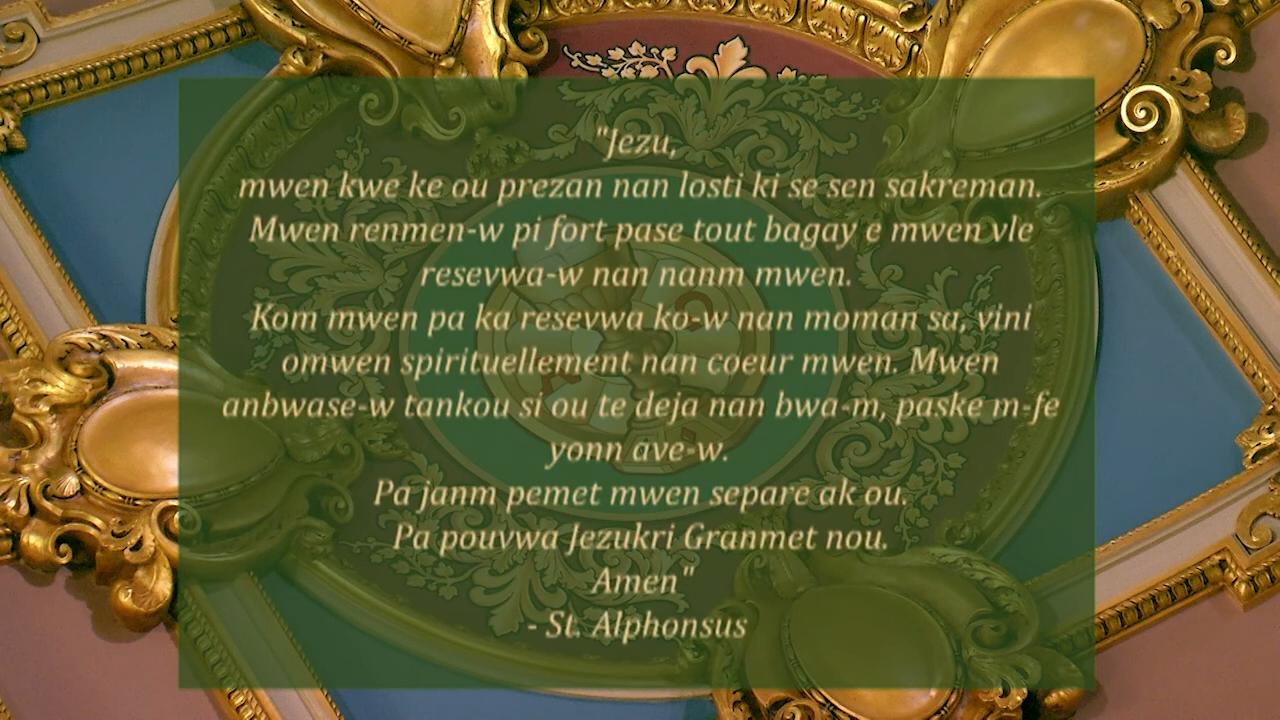 "Jezu,
mwen kwe ke ou prezan nan losti ki se sen sakreman.
Mwen renmen-w pi fort pase tout bagay e mwen vle
resevwa-w nan nanm mwen.
Kom mwen pa ka resevwa ko-w nan moman sa, vini
omwen spirituellement nan coeur mwen. Mwen
anbwase-w tankou si ou te deja nan bwa-m, paske m-fe
yonn ave-w.
Pa janm pemet mwen separe ak ou.
Pa pouvwa Jezukri Granmet nou.
Amen"
- St. Alphonsus